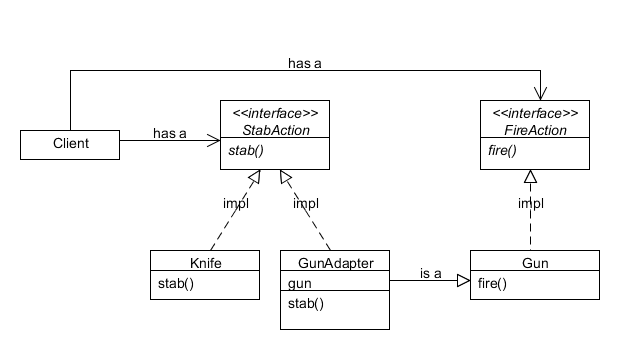 has a
<<interface>>
StabAction
stab()
<<interface>>
FireAction
fire()
Client
has a
impl
impl
impl
Knife
stab()
GunAdapter
gun
stab()
is a
Gun
fire()